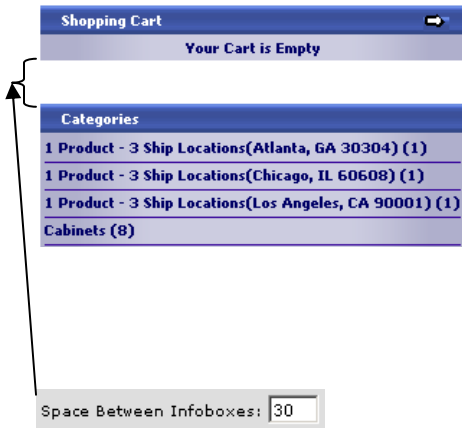 Shopping Cart
Your Cart is Empty
Categories
1 Product - 3 Ship Locations(Atlanta, GA 30304) (1)
1 Product - 3 Ship Locations(Chicago, IL 60608) (1)
1 Product - 3 Ship Locations(Los Angeles, CA 90001) (1)
Cabinets (8)
Space Between Infoboxes: 30